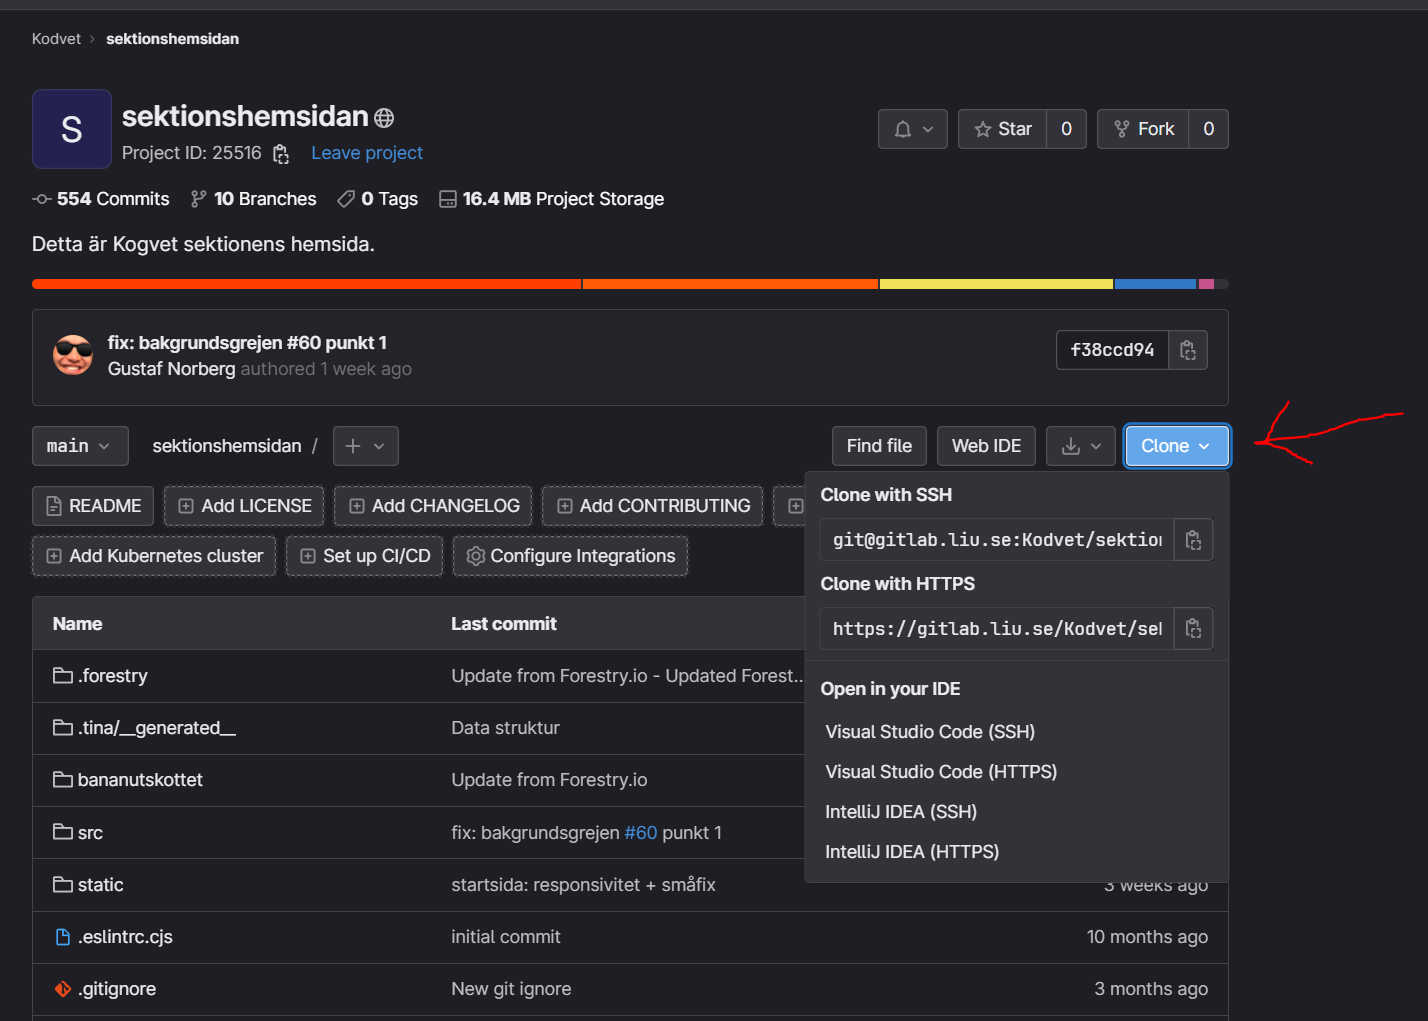 Kodvet › sektionshemsidan
S
sektionshemsidan
Project ID: 25516 Leave project
Star 0 Fork 0
554 Commits 10 Branches 0 Tags 16.4 MB Project Storage
Detta är Kogvet sektionens hemsida.
fix: bakgrundsgrejen #60 punkt 1
Gustaf Norberg authored 1 week ago
f38ccd94
main sektionshemsidan / Find file Web IDE Clone
README Add LICENSE Add CHANGELOG Add CONTRIBUTING
Add Kubernetes cluster Set up CI/CD Configure Integrations
Clone with SSH
git@gitlab.liu.se:Kodvet/sektion
Clone with HTTPS
https://gitlab.liu.se/Kodvet/sel
Open in your IDE
Visual Studio Code (SSH)
Visual Studio Code (HTTPS)
IntelliJ IDEA (SSH)
IntelliJ IDEA (HTTPS)
Name Last commit
.forestry Update from Forestry.io - Updated Forest...
.tina/__generated__ Data struktur
bananutskottet Update from Forestry.io
src fix: bakgrundsgrejen #60 punkt 1
static startsida: responsivitet + småfix 3 weeks ago
.eslintrc.cjs initial commit 10 months ago
.gitignore New git ignore 3 months ago